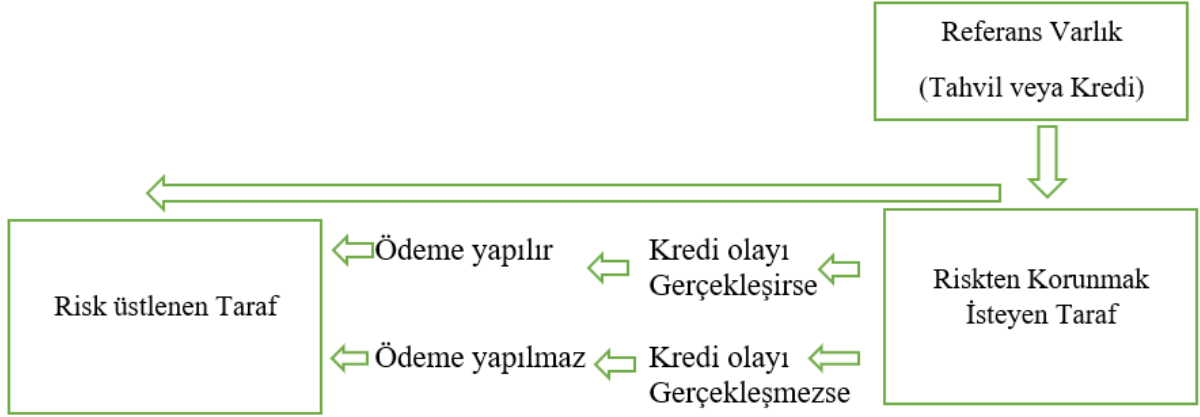 Referans Varlık
(Tahvil veya Kredi)
Risk üstlenen Taraf
Ödeme yapılır
Kredi olayı
Gerçekleşirse
Ödeme yapılmaz
Kredi olayı
Gerçekleşmezse
Riskten Korunmak
İsteyen Taraf